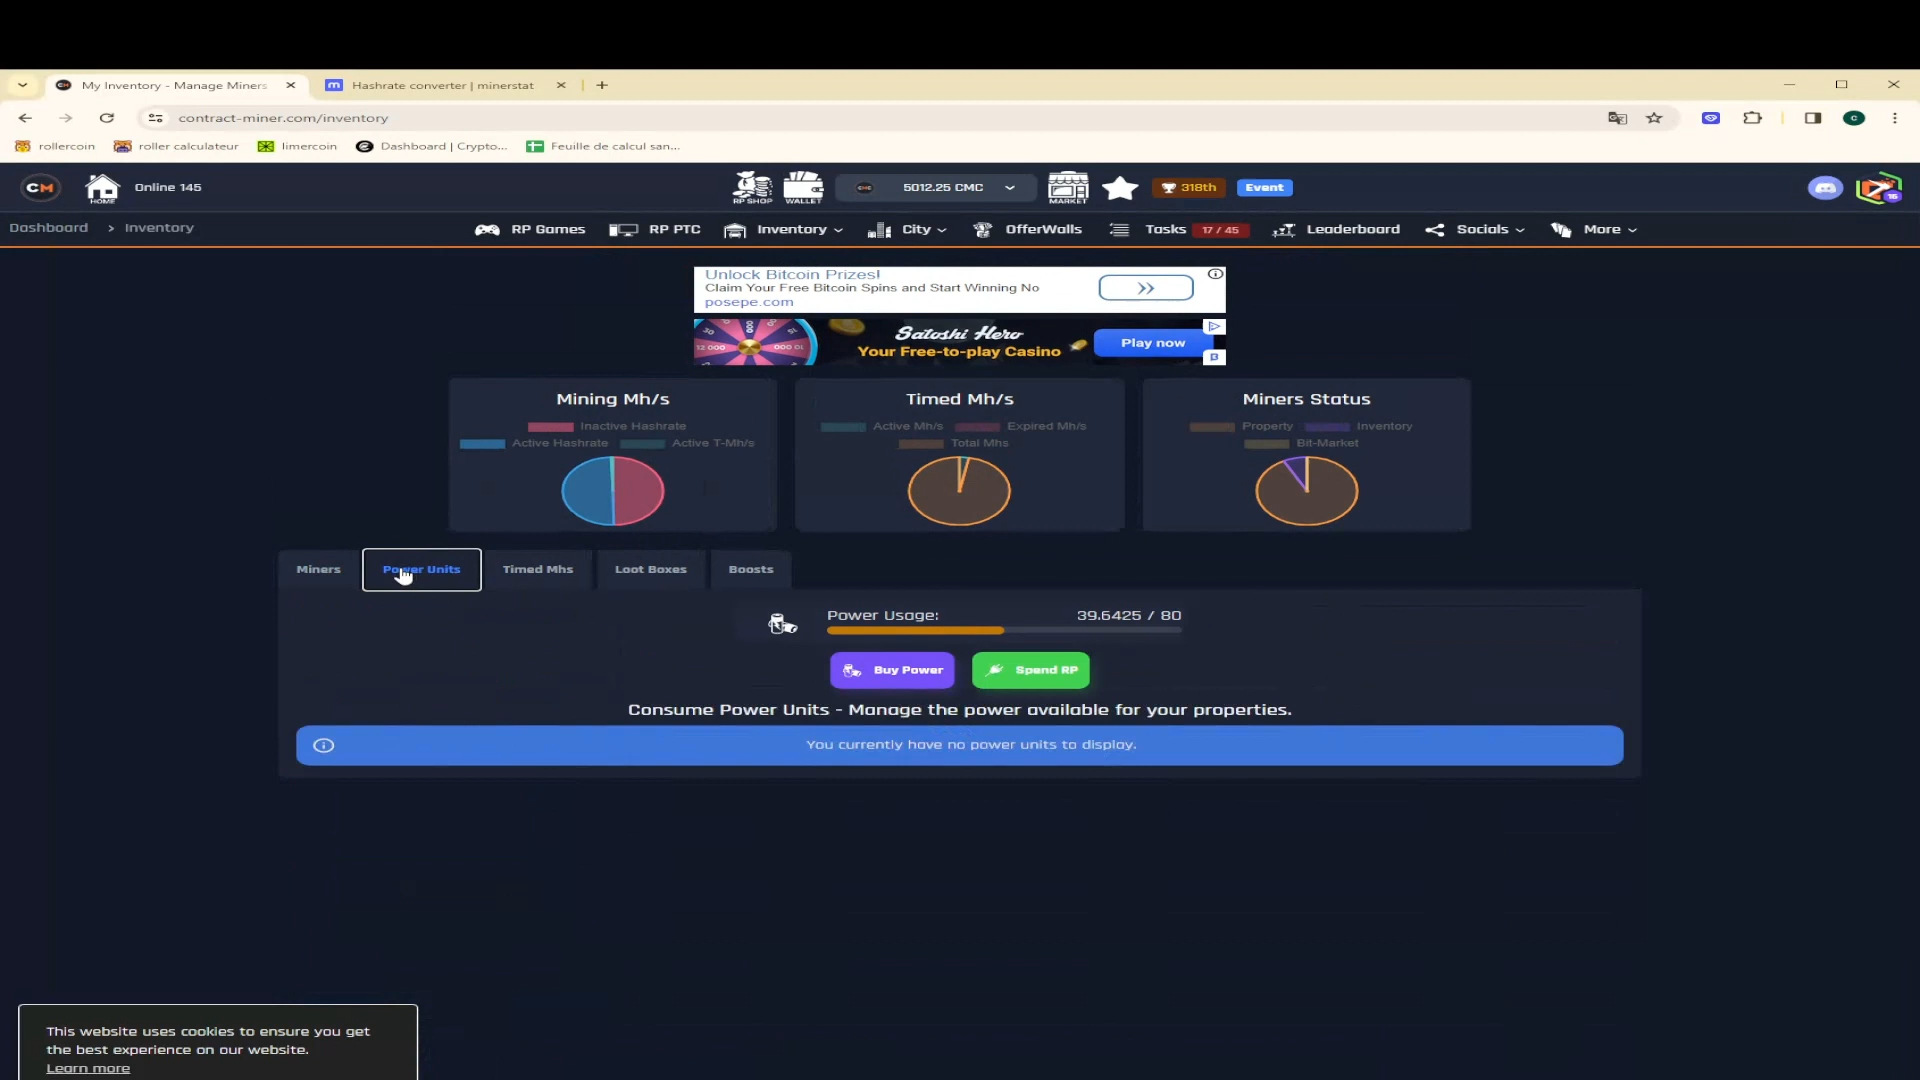 My Inventory - Manage Miners
Hashrate converter | minerstat
contract-miner.com/inventory
C
rollercoin
roller calculateur
limercoin
Dashboard | Crypto...
Feuille de calcul san...
CM
HOME
Online 145
RP SHOP
WALLET
5012.25 CMC
MARKET
318th
Event
Dashboard > Inventory
RP Games
RP PTC
Inventory
City
OfferWalls
Tasks
17 / 45
Leaderboard
Socials
More
Unlock Bitcoin Prizes!
Claim Your Free Bitcoin Spins and Start Winning No
posepe.com
Satoshi Hero
Your Free-to-play Casino
Play now
Mining Mh/s
Inactive Hashrate
Active Hashrate
Active T-Mh/s
Timed Mh/s
Active Mh/s
Expired Mh/s
Total Mhs
Miners Status
Property
Inventory
Bit-Market
Miners
Power Units
Timed Mhs
Loot Boxes
Boosts
Power Usage:
39.6425 / 80
Buy Power
Spend RP
Consume Power Units - Manage the power available for your properties.
You currently have no power units to display.
This website uses cookies to ensure you get
the best experience on our website.
Learn more